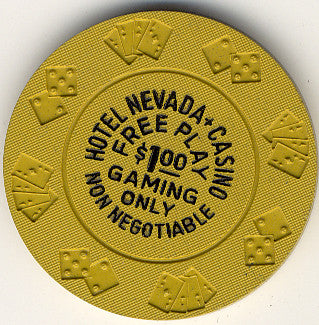 HOTEL NEVADA + CASINO
FREE PLAY
$1.00
GAMING
ONLY
NON NEGOTIABLE